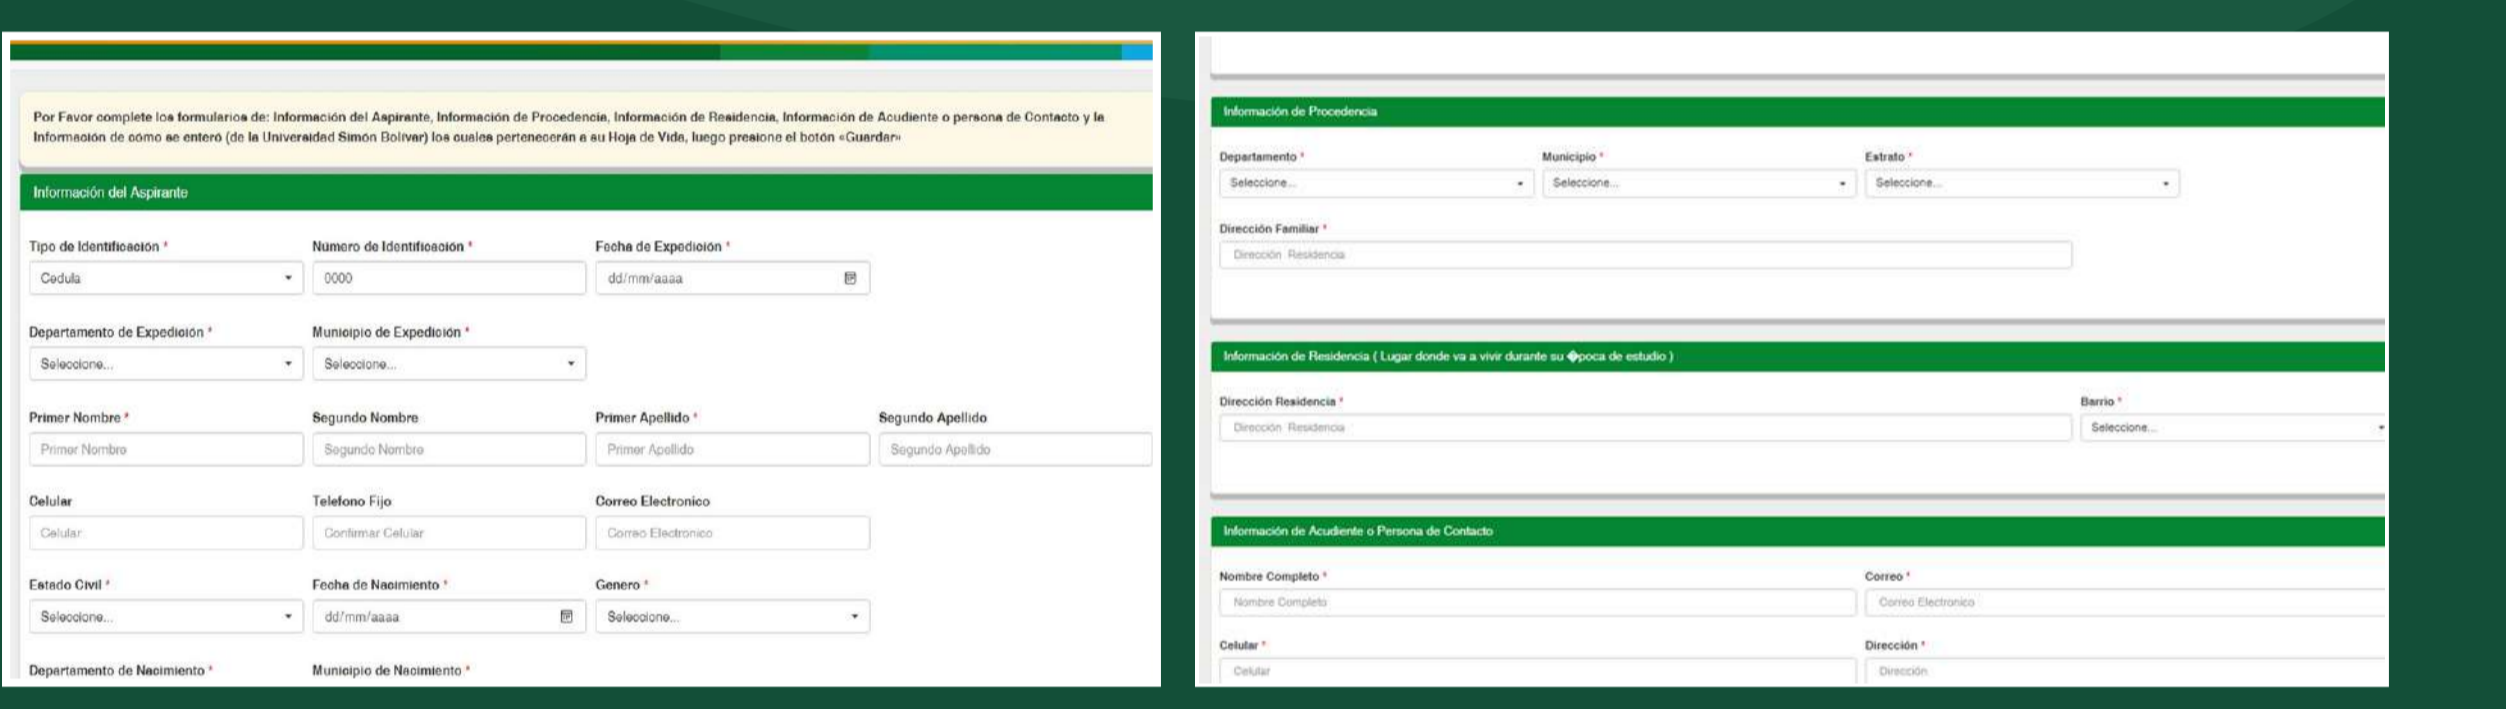 Por Favor complete los formularios de: Información del Aspirante, Información de Procedencia, Información de Residencia, Información de Acudiente o persona de Contacto y la
Información de cómo se enteró (de la Universidad Simón Bolívar) los cuales pertenecerán a su Hoja de Vida, luego presione el botón «Guardar»
Información del Aspirante
Tipo de Identificación * Número de Identificación * Fecha de Expedición *
Cedula 0000 dd/mm/aaaa
Departamento de Expedición * Municipio de Expedición *
Seleccione... Seleccione...
Primer Nombre * Segundo Nombre Primer Apellido * Segundo Apellido
Primer Nombre Segundo Nombre Primer Apellido Segundo Apellido
Celular Telefono Fijo Correo Electronico
Celular Confirmar Celular Correo Electronico
Estado Civil * Fecha de Nacimiento * Genero *
Seleccione... dd/mm/aaaa Seleccione...
Departamento de Nacimiento * Municipio de Nacimiento *
Información de Procedencia
Departamento * Municipio * Estrato *
Seleccione... Seleccione... Seleccione...
Dirección Familiar *
Dirección Residencia
Información de Residencia ( Lugar donde va a vivir durante su �poca de estudio )
Dirección Residencia * Barrio *
Dirección Residencia Seleccione...
Información de Acudiente o Persona de Contacto
Nombre Completo * Correo *
Nombre Completo Correo Electronico
Celular * Dirección *
Celular Dirección